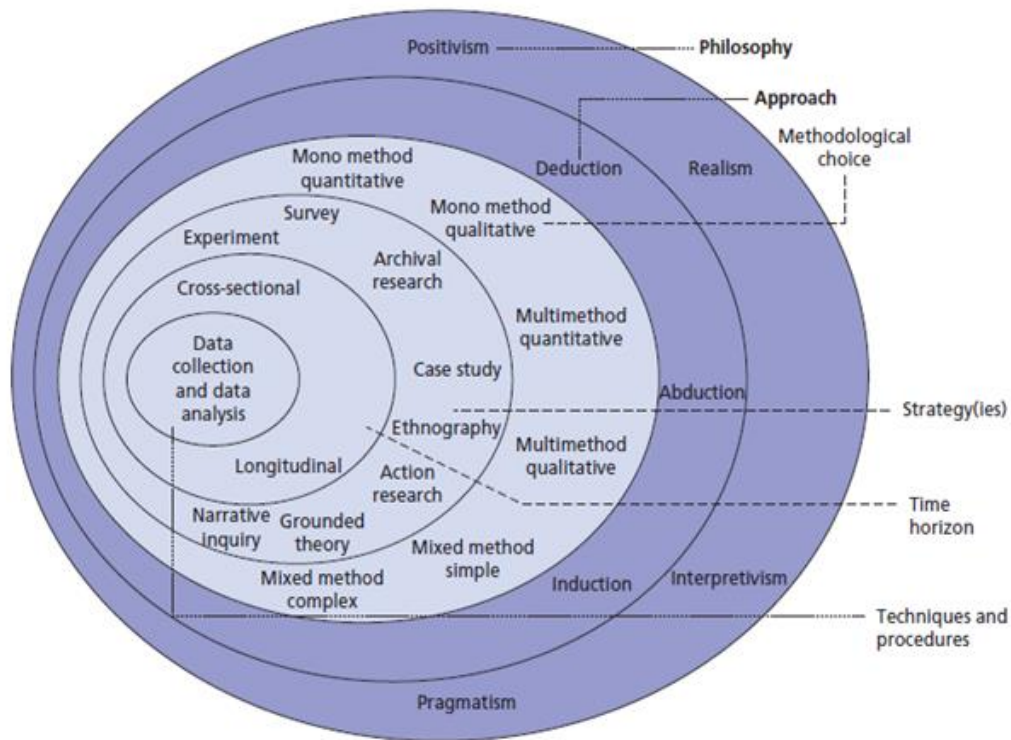 Positivism
Philosophy
Approach
Methodological
choice
Mono method
quantitative
Deduction
Realism
Mono method
qualitative
Survey
Experiment
Archival
research
Cross-sectional
Multimethod
quantitative
Data
collection
and data
analysis
Case study
Abduction
Strategy(ies)
Ethnography
Multimethod
qualitative
Longitudinal
Action
research
Time
horizon
Narrative
inquiry
Grounded
theory
Mixed method
simple
Mixed method
complex
Induction
Interpretivism
Techniques and
procedures
Pragmatism